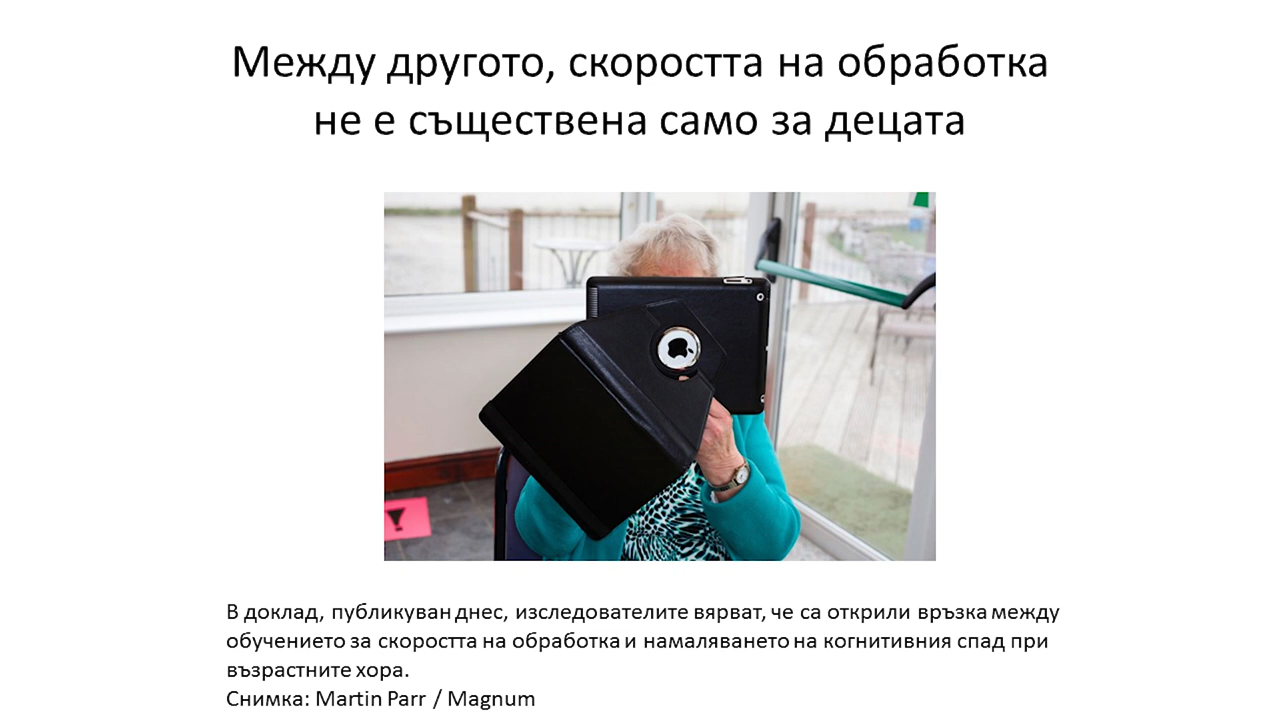 Между другото, скоростта на обработка
не е съществена само за децата
В доклад, публикуван днес, изследователите вярват, че са открили връзка между
обучението за скоростта на обработка и намаляването на когнитивния спад при
възрастните хора.
Снимка: Martin Parr / Magnum